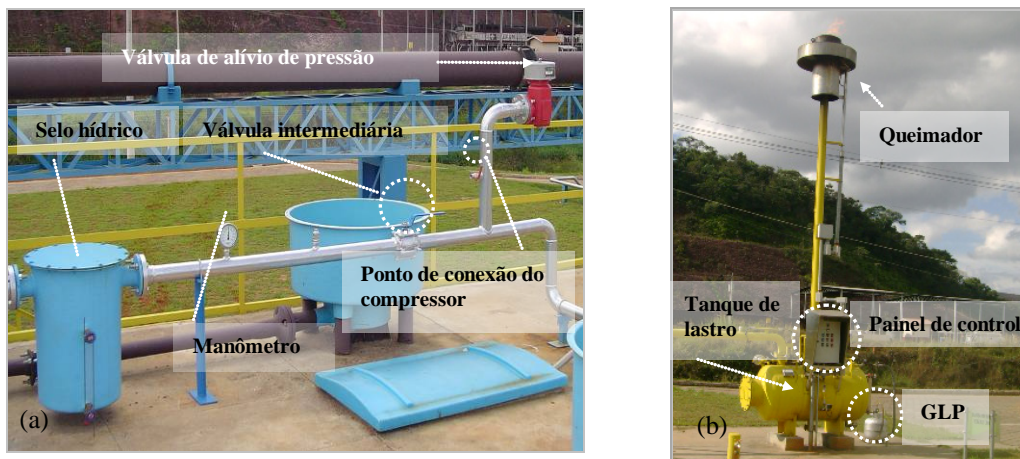 Válvula de alívio de pressão
Selo hídrico
Válvula intermediária
Ponto de conexão do
compressor
Manômetro
(a)
Queimador
Tanque de
lastro
Painel de control
GLP
(b)